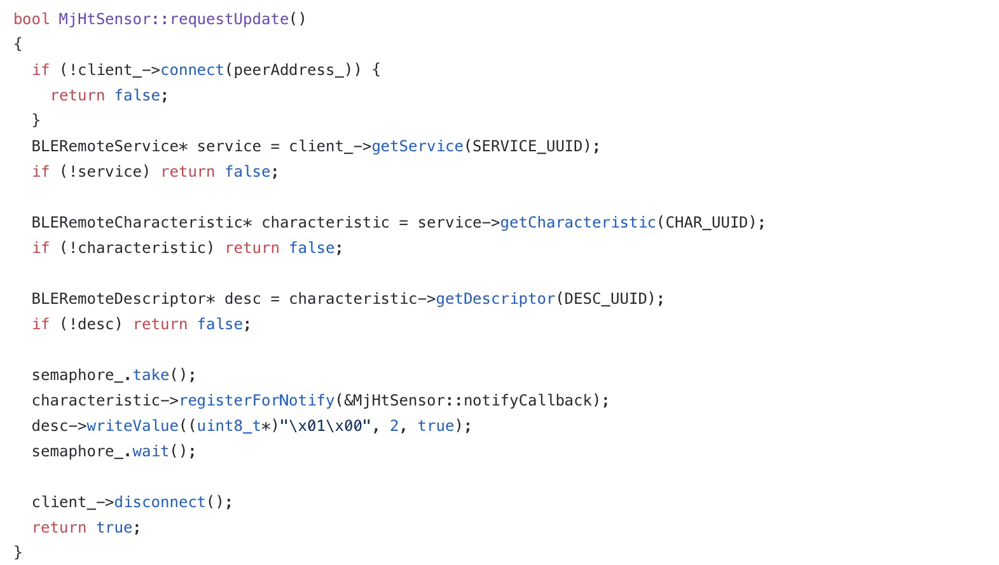 bool MjHtSensor::requestUpdate()
{
  if (!client_->connect(peerAddress_)) {
    return false;
  }
  BLERemoteService* service = client_->getService(SERVICE_UUID);
  if (!service) return false;

  BLERemoteCharacteristic* characteristic = service->getCharacteristic(CHAR_UUID);
  if (!characteristic) return false;

  BLERemoteDescriptor* desc = characteristic->getDescriptor(DESC_UUID);
  if (!desc) return false;

  semaphore_.take();
  characteristic->registerForNotify(&MjHtSensor::notifyCallback);
  desc->writeValue((uint8_t*)"\x01\x00", 2, true);
  semaphore_.wait();

  client_->disconnect();
  return true;
}